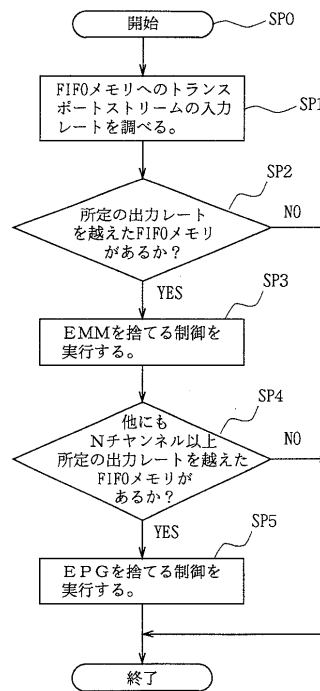 開始
SP0
FIFOメモリへのトランス
ポートストリームの入力
レートを調べる。
SP1
SP2
所定の出力レート
を越えたFIFOメモリ
があるか？
NO
YES
SP3
EMMを捨てる制御を
実行する。
SP4
他にも
Nチャンネル以上
所定の出力レートを越えた
FIFOメモリが
あるか？
NO
YES
SP5
EPGを捨てる制御を
実行する。
終了